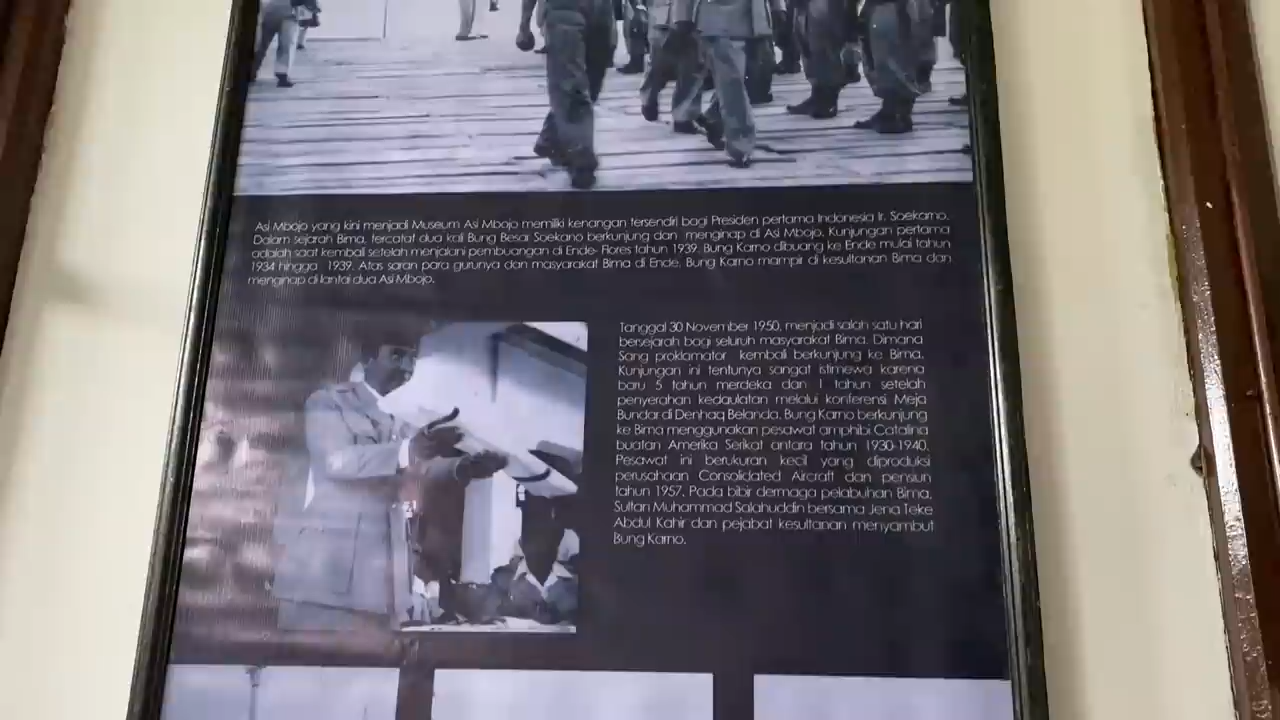 Asi Mbojo yang kini menjadi Museum Asi Mbojo memiliki kenangan tersendiri bagi Presiden pertama Indonesia Ir. Soekarno.
Dalam sejarah Bima, tercatat dua kali Bung Besar Soekano berkunjung dan menginap di Asi Mbojo. Kunjungan pertama
adalah saat kembali setelah menjalani pembuangan di Ende- Flores tahun 1939. Bung Karno dibuang ke Ende mulai tahun
1934 hingga 1939. Atas saran para gurunya dan masyarakat Bima di Ende, Bung Karno mampir di kesultanan Bima dan
menginap di lantai dua Asi Mbojo.
Tanggal 30 November 1950, menjadi salah satu hari
bersejarah bagi seluruh masyarakat Bima. Dimana
Sang proklamator kembali berkunjung ke Bima.
Kunjungan ini tentunya sangat istimewa karena
baru 5 tahun merdeka dan 1 tahun setelah
penyerahan kedaulatan melalui konferensi Meja
Bundar di Denhaq Belanda. Bung Karno berkunjung
ke Bima menggunakan pesawat amphibi Catalina
buatan Amerika Serikat antara tahun 1930-1940.
Pesawat ini berukuran kecil yang diproduksi
perusahaan Consolidated Aircraft dan pensiun
tahun 1957. Pada bibir dermaga pelabuhan Bima,
Sultan Muhammad Salahuddin bersama Jena Teke
Abdul Kahir dan pejabat kesultanan menyambut
Bung Karno.